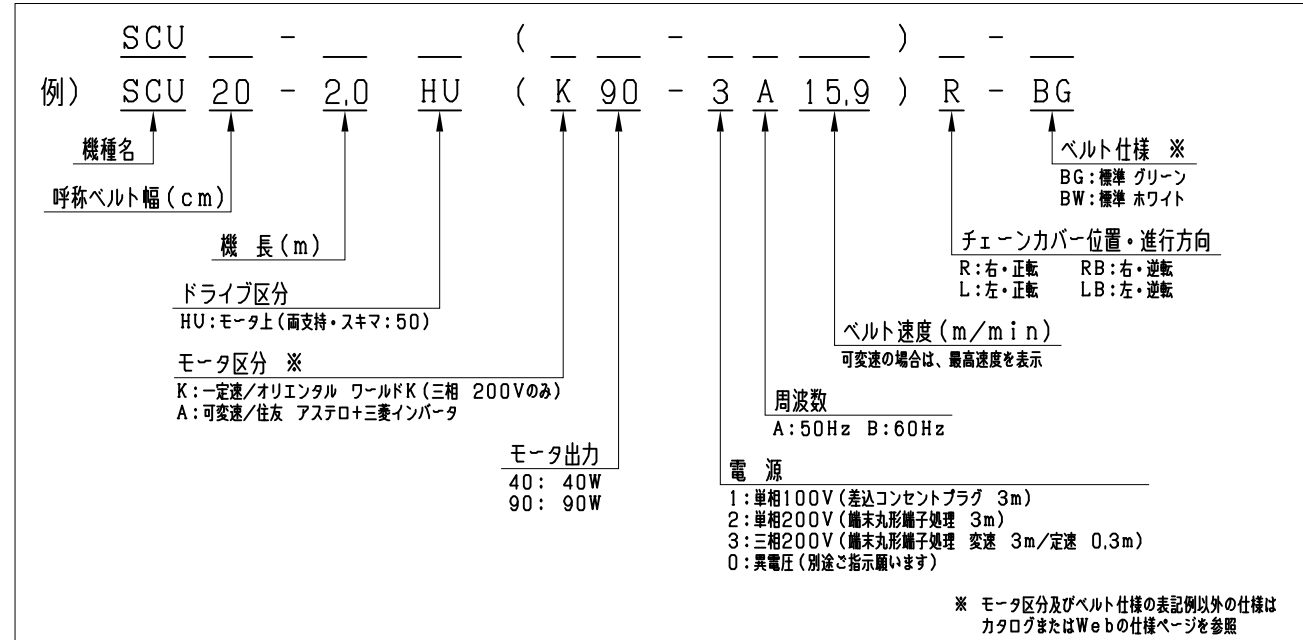 SCU - ( - ) -
例) SCU 20 - 2.0 HU ( K 90 - 3 A 15.9 ) R - BG
機種名
ベルト仕様 ※
BG:標準 グリーン
BW:標準 ホワイト
呼称ベルト幅(cm)
機 長(m)
チェーンカバー位置・進行方向
R:右・正転 RB:右・逆転
L:左・正転 LB:左・逆転
ドライブ区分
HU:モータ上(両支持・スキマ:50)
ベルト速度(m/min)
可変速の場合は、最高速度を表示
モータ区分 ※
K:一定速/オリエンタル ワールドK(三相 200Vのみ)
A:可変速/住友 アステロ+三菱インバータ
周波数
A:50Hz B:60Hz
モータ出力
40: 40W
90: 90W
電 源
1:単相100V(差込コンセントプラグ 3m)
2:単相200V(端末丸形端子処理 3m)
3:三相200V(端末丸形端子処理 変速 3m/定速 0.3m)
0:異電圧(別途ご指示願います)
※ モータ区分及びベルト仕様の表記例以外の仕様は
カタログまたはWebの仕様ページを参照